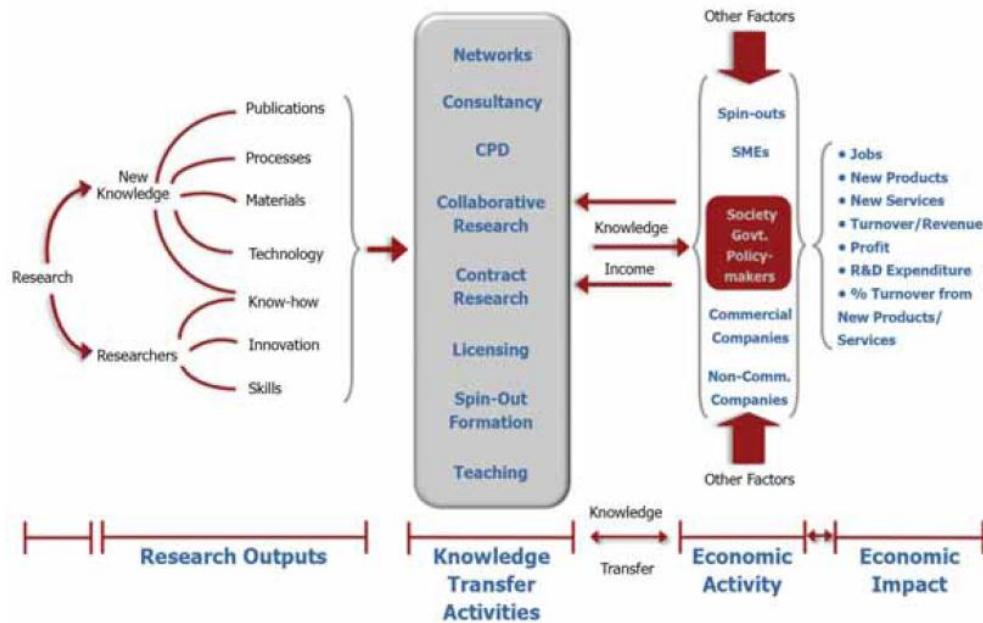 Research
New
Knowledge
Researchers
Publications
Processes
Materials
Technology
Know-how
Innovation
Skills
Networks
Consultancy
CPD
Collaborative
Research
Contract
Research
Licensing
Spin-Out
Formation
Teaching
Knowledge
Income
Other Factors
Spin-outs
SMEs
Society
Govt.
Policy-
makers
Commercial
Companies
Non-Comm.
Companies
Other Factors
• Jobs
• New Products
• New Services
• Turnover/Revenue
• Profit
• R&D Expenditure
• % Turnover from
New Products/
Services
Research Outputs
Knowledge
Transfer
Activities
Knowledge
Transfer
Economic
Activity
Economic
Impact